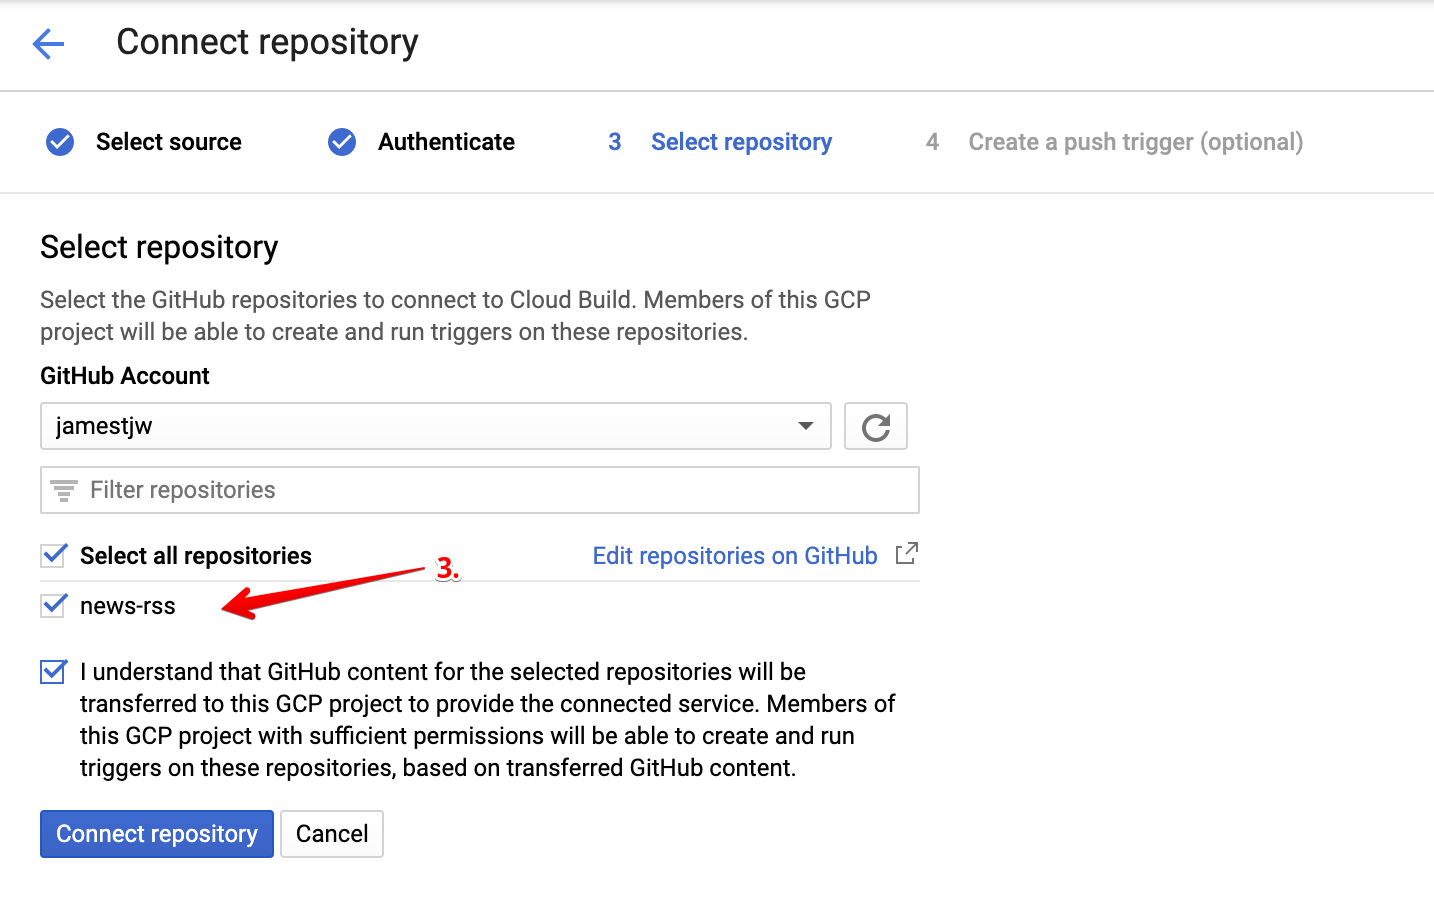 Connect repository
Select source
Authenticate
3 Select repository
4 Create a push trigger (optional)
Select repository
Select the GitHub repositories to connect to Cloud Build. Members of this GCP
project will be able to create and run triggers on these repositories.
GitHub Account
jamestjw
Filter repositories
Select all repositories
Edit repositories on GitHub
3.
news-rss
I understand that GitHub content for the selected repositories will be
transferred to this GCP project to provide the connected service. Members of
this GCP project with sufficient permissions will be able to create and run
triggers on these repositories, based on transferred GitHub content.
Connect repository
Cancel